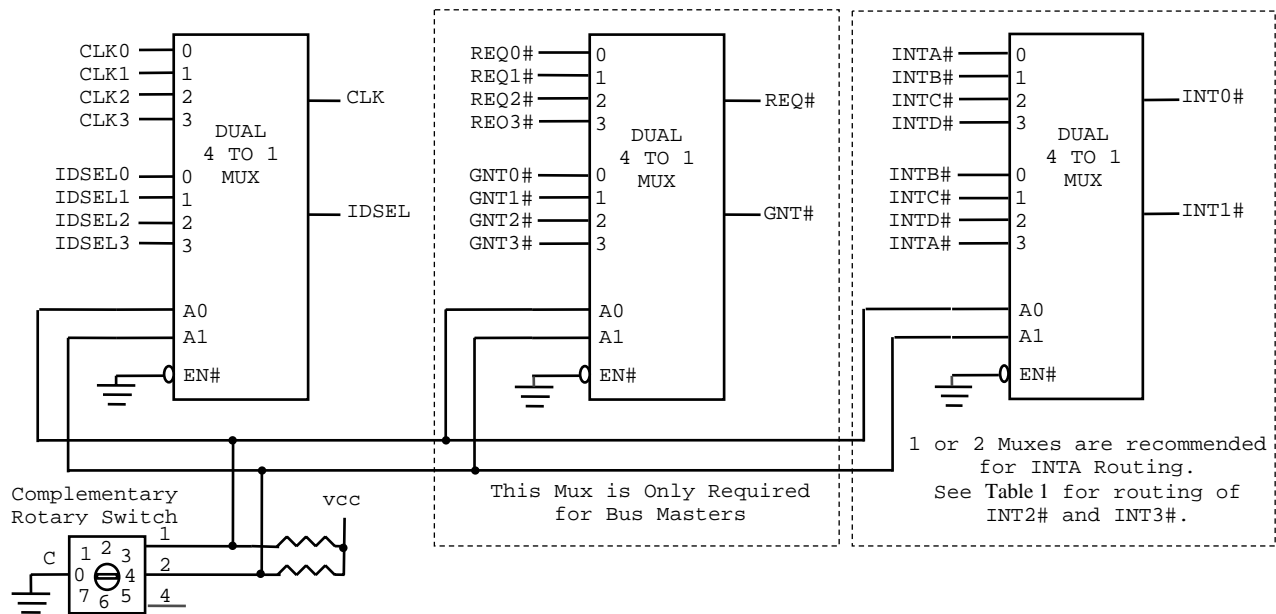 CLK0
CLK1
CLK2
CLK3
IDSEL0
IDSEL1
IDSEL2
IDSEL3
0
1
2
3
0
1
2
3
DUAL
4 TO 1
MUX
A0
A1
EN#
CLK
IDSEL
REQ0#
REQ1#
REQ2#
REO3#
GNT0#
GNT1#
GNT2#
GNT3#
0
1
2
3
0
1
2
3
DUAL
4 TO 1
MUX
A0
A1
EN#
REQ#
GNT#
This Mux is Only Required
for Bus Masters
INTA#
INTB#
INTC#
INTD#
INTB#
INTC#
INTD#
INTA#
0
1
2
3
0
1
2
3
DUAL
4 TO 1
MUX
A0
A1
EN#
INT0#
INT1#
1 or 2 Muxes are recommended
for INTA Routing.
See Table 1 for routing of
INT2# and INT3#.
Complementary
Rotary Switch
vcc
C
0
1
2
3
4
5
6
7
1
2
4